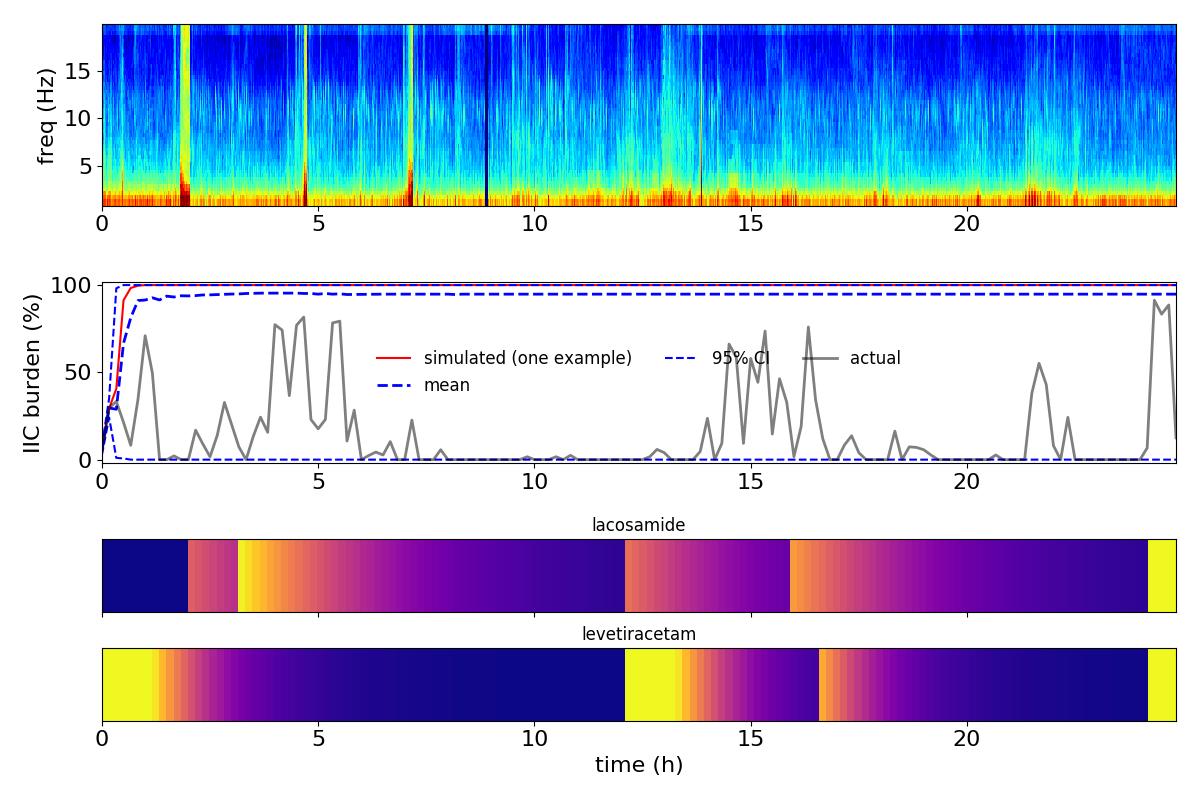 freq (Hz)
15
10
5
0 5 10 15 20
IIC burden (%)
100
50
0
simulated (one example) 95% CI actual
mean
0 5 10 15 20
lacosamide
levetiracetam
0 5 10 15 20
time (h)